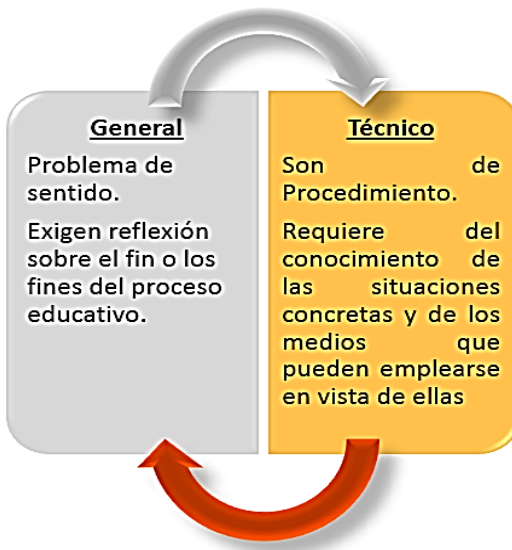 General
Problema de
sentido.
Exigen reflexión
sobre el fin o los
fines del proceso
educativo.
Técnico
Son de
Procedimiento.
Requiere del
conocimiento de
las situaciones
concretas y de los
medios que
pueden emplearse
en vista de ellas